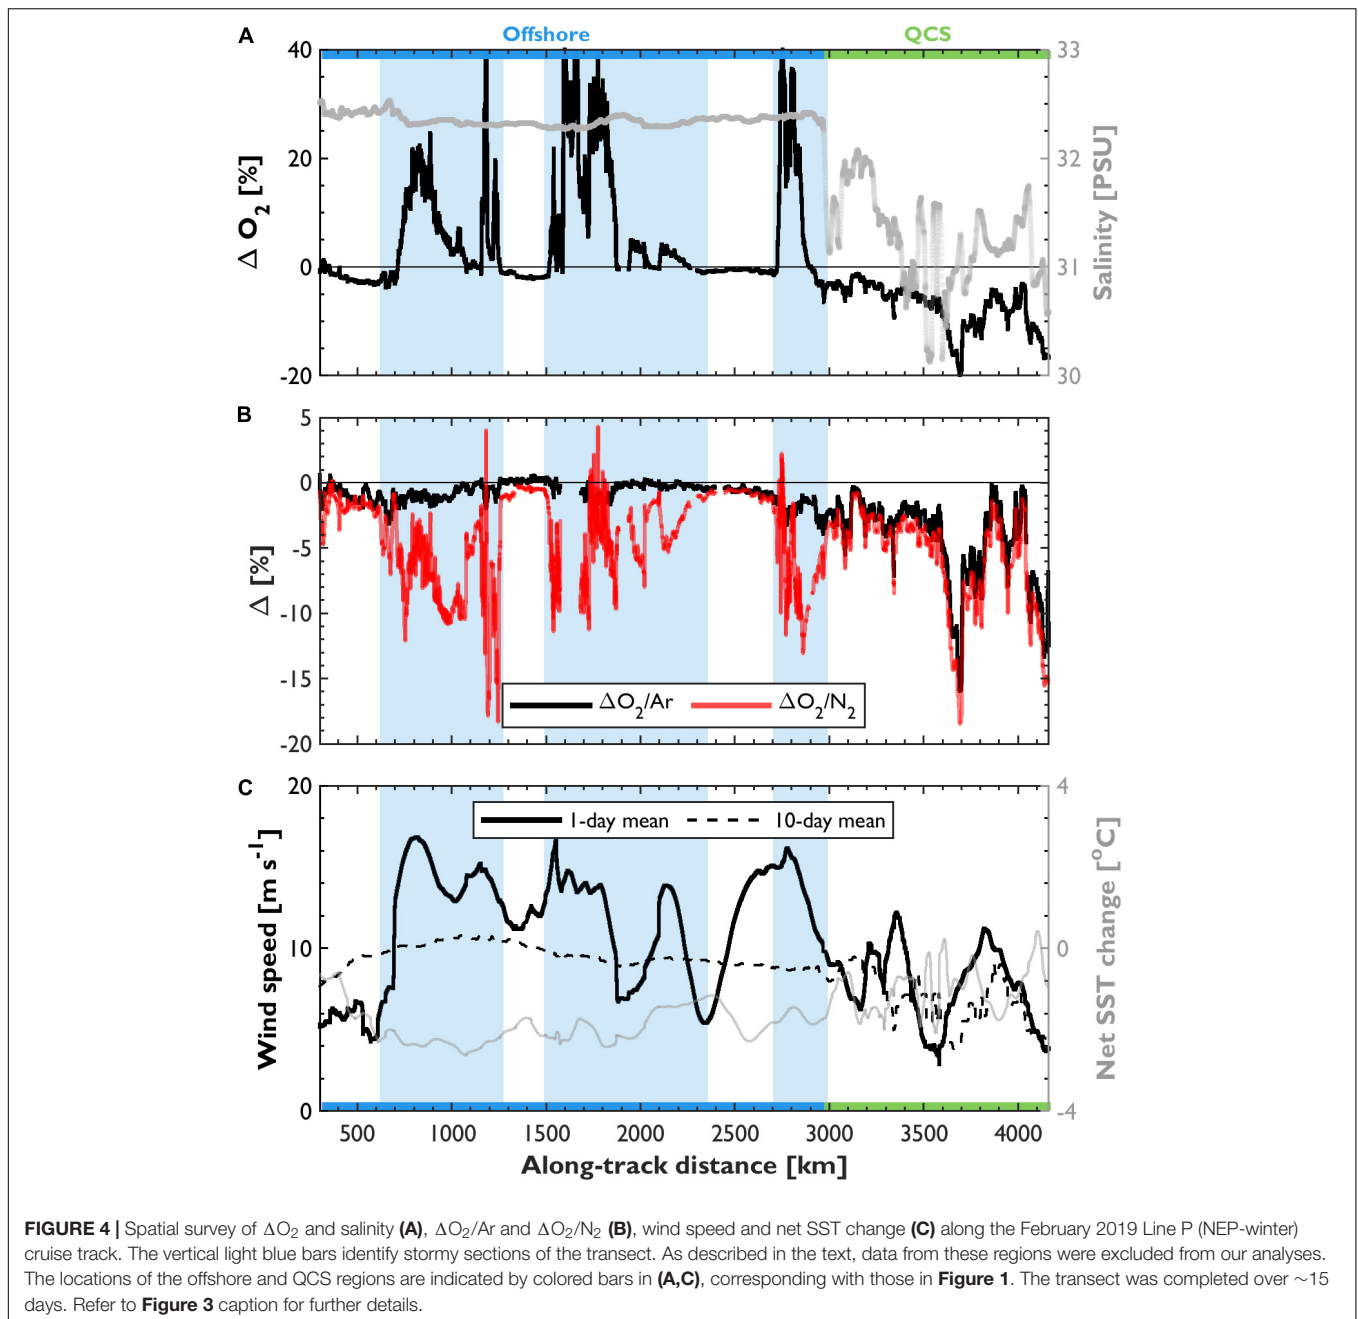 A
Offshore
QCS
40
20
0
-20
Δ O2 [%]
33
32
31
30
Salinity [PSU]
B
5
0
-5
-10
-15
-20
Δ [%]
ΔO2/Ar ΔO2/N2
C
20
10
0
Wind speed [m s-1]
1-day mean 10-day mean
4
0
-4
Net SST change [oC]
500 1000 1500 2000 2500 3000 3500 4000
Along-track distance [km]
FIGURE 4 | Spatial survey of ΔO2 and salinity (A), ΔO2/Ar and ΔO2/N2 (B), wind speed and net SST change (C) along the February 2019 Line P (NEP-winter)
cruise track. The vertical light blue bars identify stormy sections of the transect. As described in the text, data from these regions were excluded from our analyses.
The locations of the offshore and QCS regions are indicated by colored bars in (A,C), corresponding with those in Figure 1. The transect was completed over ∼15
days. Refer to Figure 3 caption for further details.